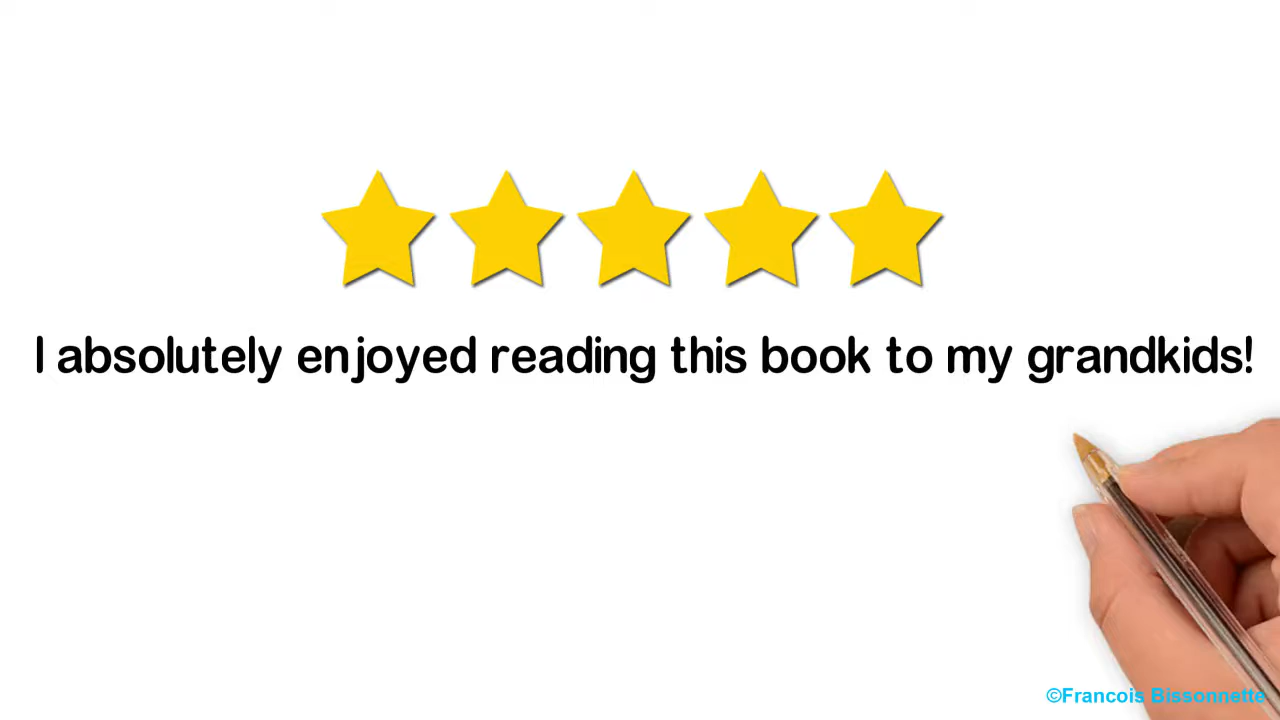 I absolutely enjoyed reading this book to my grandkids!
©Francois Bissonnette